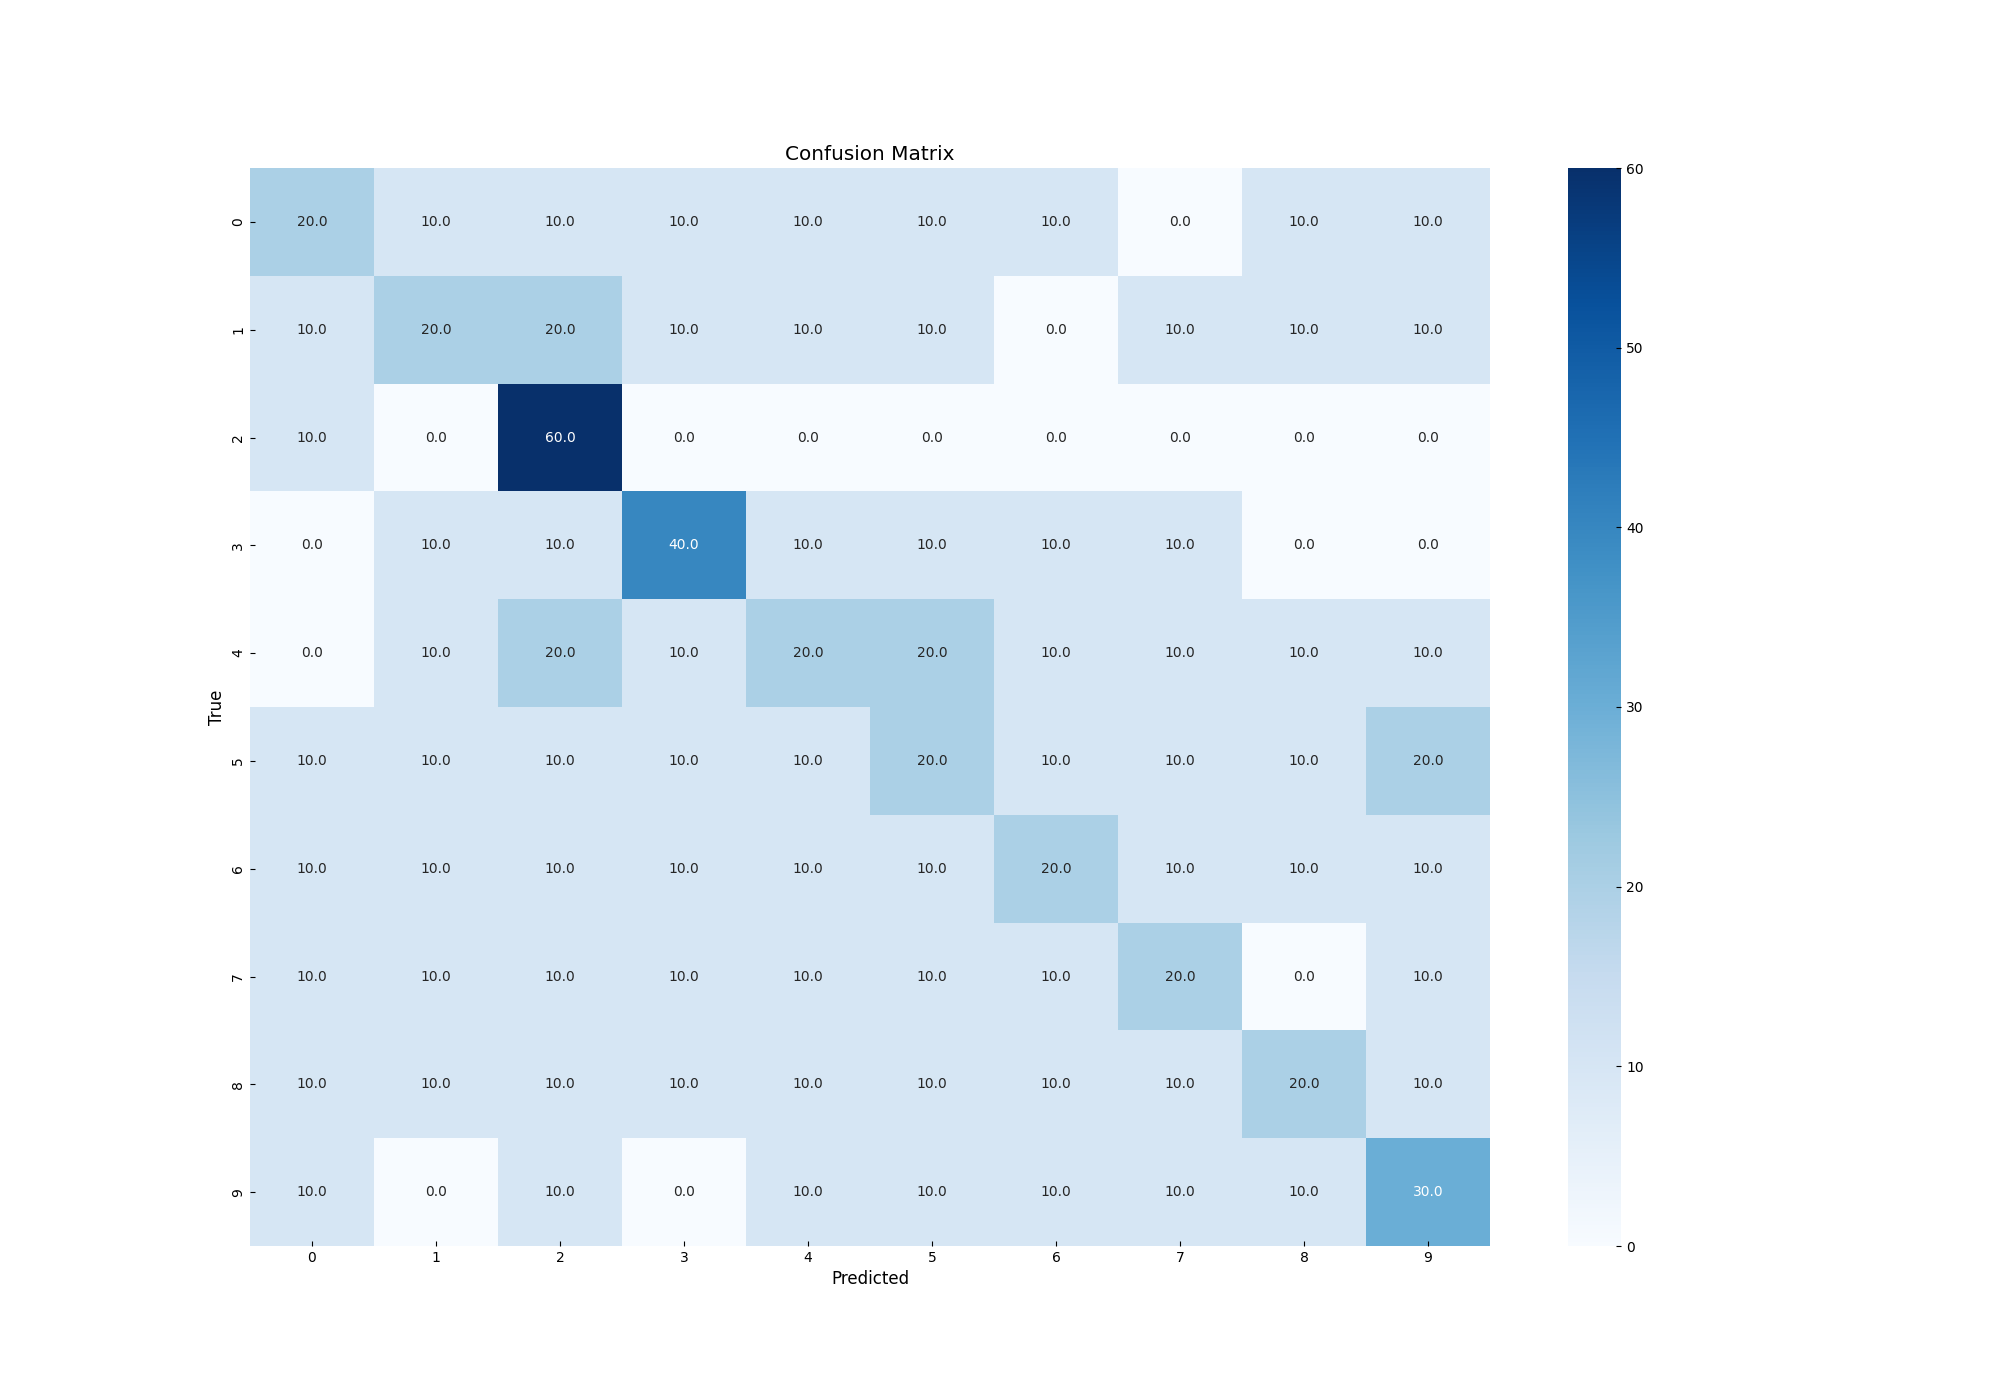 Confusion Matrix
0 20.0 10.0 10.0 10.0 10.0 10.0 10.0 0.0 10.0 10.0
1 10.0 20.0 20.0 10.0 10.0 10.0 0.0 10.0 10.0 10.0
2 10.0 0.0 60.0 0.0 0.0 0.0 0.0 0.0 0.0 0.0
3 0.0 10.0 10.0 40.0 10.0 10.0 10.0 10.0 0.0 0.0
4 0.0 10.0 20.0 10.0 20.0 20.0 10.0 10.0 10.0 10.0
5 10.0 10.0 10.0 10.0 10.0 20.0 10.0 10.0 10.0 20.0
6 10.0 10.0 10.0 10.0 10.0 10.0 20.0 10.0 10.0 10.0
7 10.0 10.0 10.0 10.0 10.0 10.0 10.0 20.0 0.0 10.0
8 10.0 10.0 10.0 10.0 10.0 10.0 10.0 10.0 20.0 10.0
9 10.0 0.0 10.0 0.0 10.0 10.0 10.0 10.0 10.0 30.0
0 1 2 3 4 5 6 7 8 9
Predicted
True
60
50
40
30
20
10
0